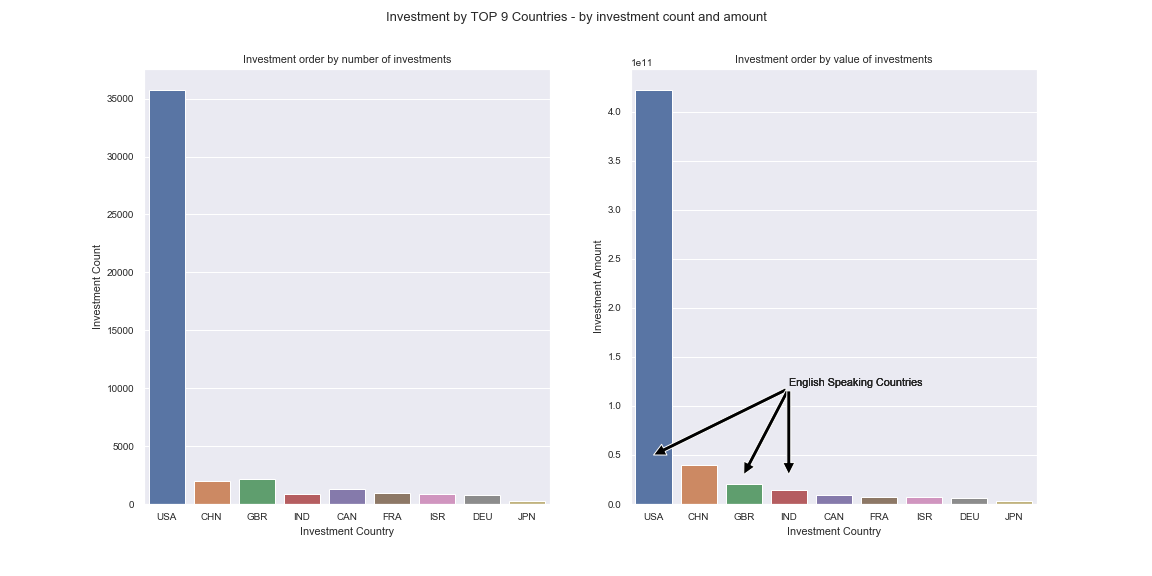 Investment by TOP 9 Countries - by investment count and amount
Investment order by number of investments
35000
30000
25000
20000
15000
10000
5000
0
Investment Count
USA CHN GBR IND CAN FRA ISR DEU JPN
Investment Country
Investment order by value of investments
1e11
4.0
3.5
3.0
2.5
2.0
1.5
1.0
0.5
0.0
Investment Amount
English Speaking Countries
USA CHN GBR IND CAN FRA ISR DEU JPN
Investment Country